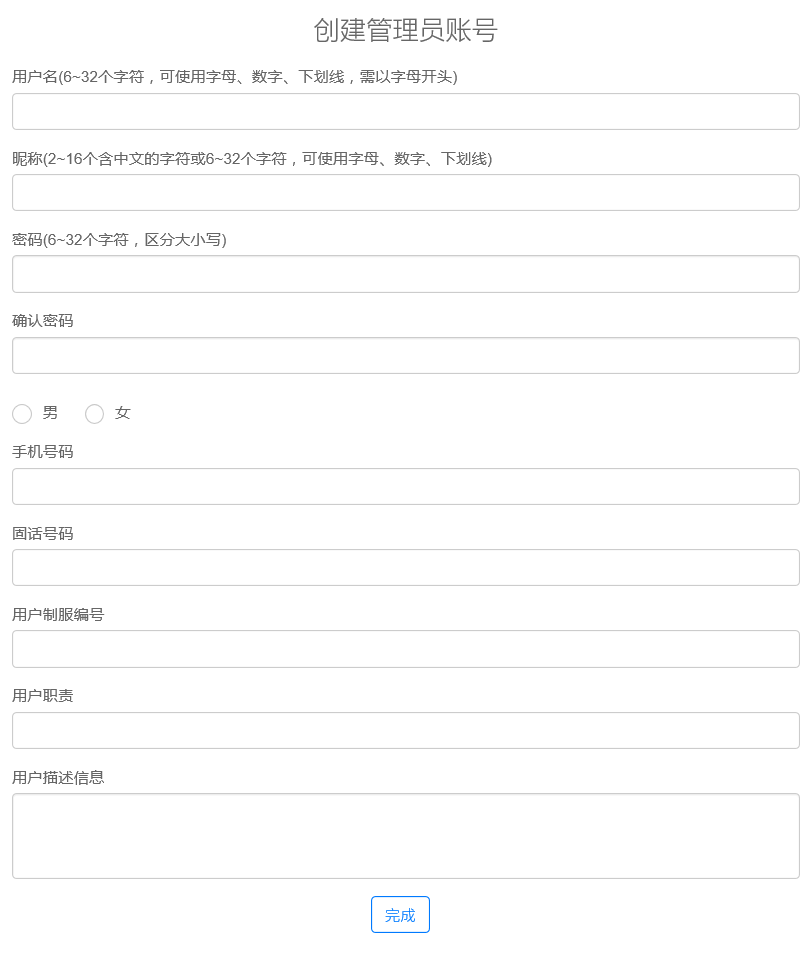 创建管理员账号
用户名(6~32个字符，可使用字母、数字、下划线，需以字母开头)
昵称(2~16个含中文的字符或6~32个字符，可使用字母、数字、下划线)
密码(6~32个字符，区分大小写)
确认密码
男 女
手机号码
固话号码
用户制服编号
用户职责
用户描述信息
完成